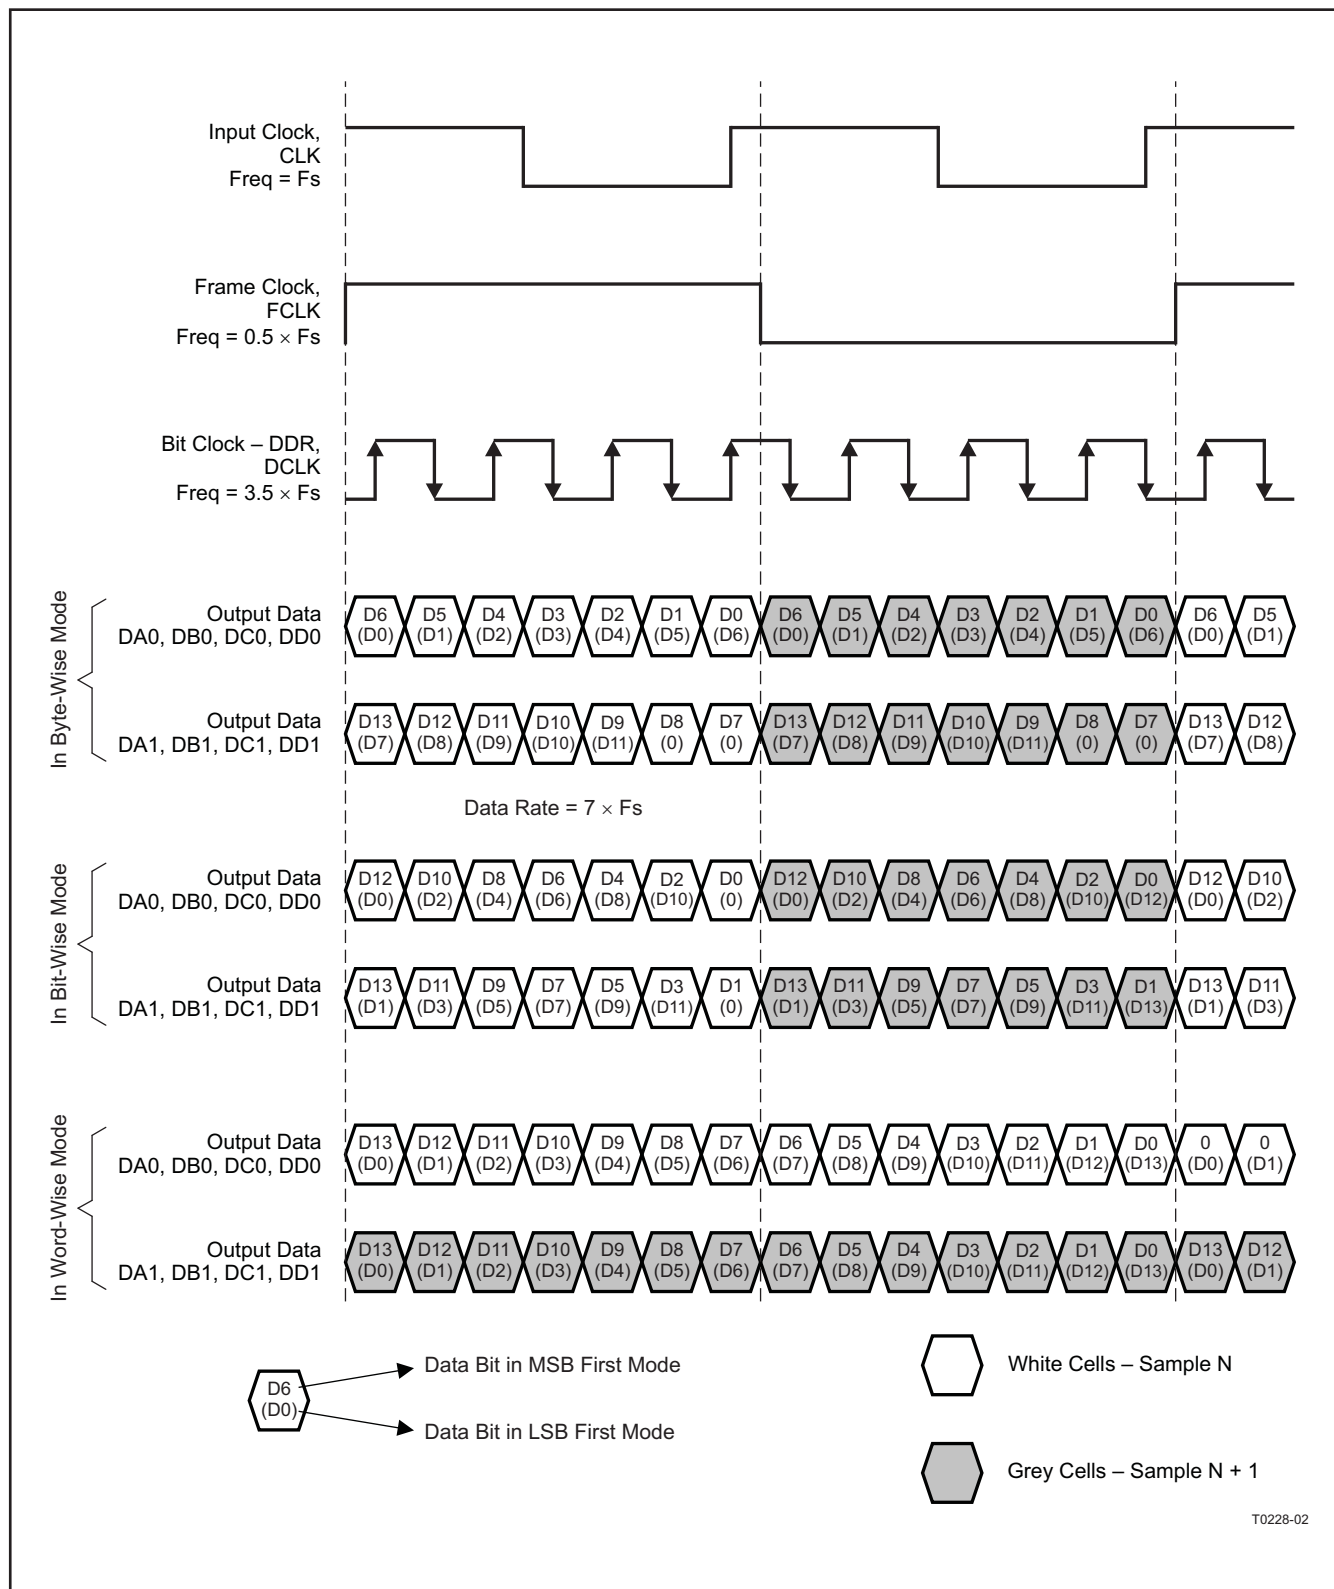 Input Clock,
CLK
Freq = Fs
Frame Clock,
FCLK
Freq = 0.5 × Fs
Bit Clock – DDR,
DCLK
Freq = 3.5 × Fs
In Byte-Wise Mode
Output Data
DA0, DB0, DC0, DD0
D6 D5 D4 D3 D2 D1 D0 D6 D5 D4 D3 D2 D1 D0 D6 D5
(D0) (D1) (D2) (D3) (D4) (D5) (D6) (D0) (D1) (D2) (D3) (D4) (D5) (D6) (D0) (D1)
Output Data
DA1, DB1, DC1, DD1
D13 D12 D11 D10 D9 D8 D7 D13 D12 D11 D10 D9 D8 D7 D13 D12
(D7) (D8) (D9) (D10) (D11) (0) (0) (D7) (D8) (D9) (D10) (D11) (0) (0) (D7) (D8)
Data Rate = 7 × Fs
In Bit-Wise Mode
Output Data
DA0, DB0, DC0, DD0
D12 D10 D8 D6 D4 D2 D0 D12 D10 D8 D6 D4 D2 D0 D12 D10
(D0) (D2) (D4) (D6) (D8) (D10) (0) (D0) (D2) (D4) (D6) (D8) (D10) (D12) (D0) (D2)
Output Data
DA1, DB1, DC1, DD1
D13 D11 D9 D7 D5 D3 D1 D13 D11 D9 D7 D5 D3 D1 D13 D11
(D1) (D3) (D5) (D7) (D9) (D11) (0) (D1) (D3) (D5) (D7) (D9) (D11) (D13) (D1) (D3)
In Word-Wise Mode
Output Data
DA0, DB0, DC0, DD0
D13 D12 D11 D10 D9 D8 D7 D6 D5 D4 D3 D2 D1 D0 0 0
(D0) (D1) (D2) (D3) (D4) (D5) (D6) (D7) (D8) (D9) (D10) (D11) (D12) (D13) (D0) (D1)
Output Data
DA1, DB1, DC1, DD1
D13 D12 D11 D10 D9 D8 D7 D6 D5 D4 D3 D2 D1 D0 D13 D12
(D0) (D1) (D2) (D3) (D4) (D5) (D6) (D7) (D8) (D9) (D10) (D11) (D12) (D13) (D0) (D1)
D6
(D0)
Data Bit in MSB First Mode
Data Bit in LSB First Mode
White Cells – Sample N
Grey Cells – Sample N + 1
T0228-02